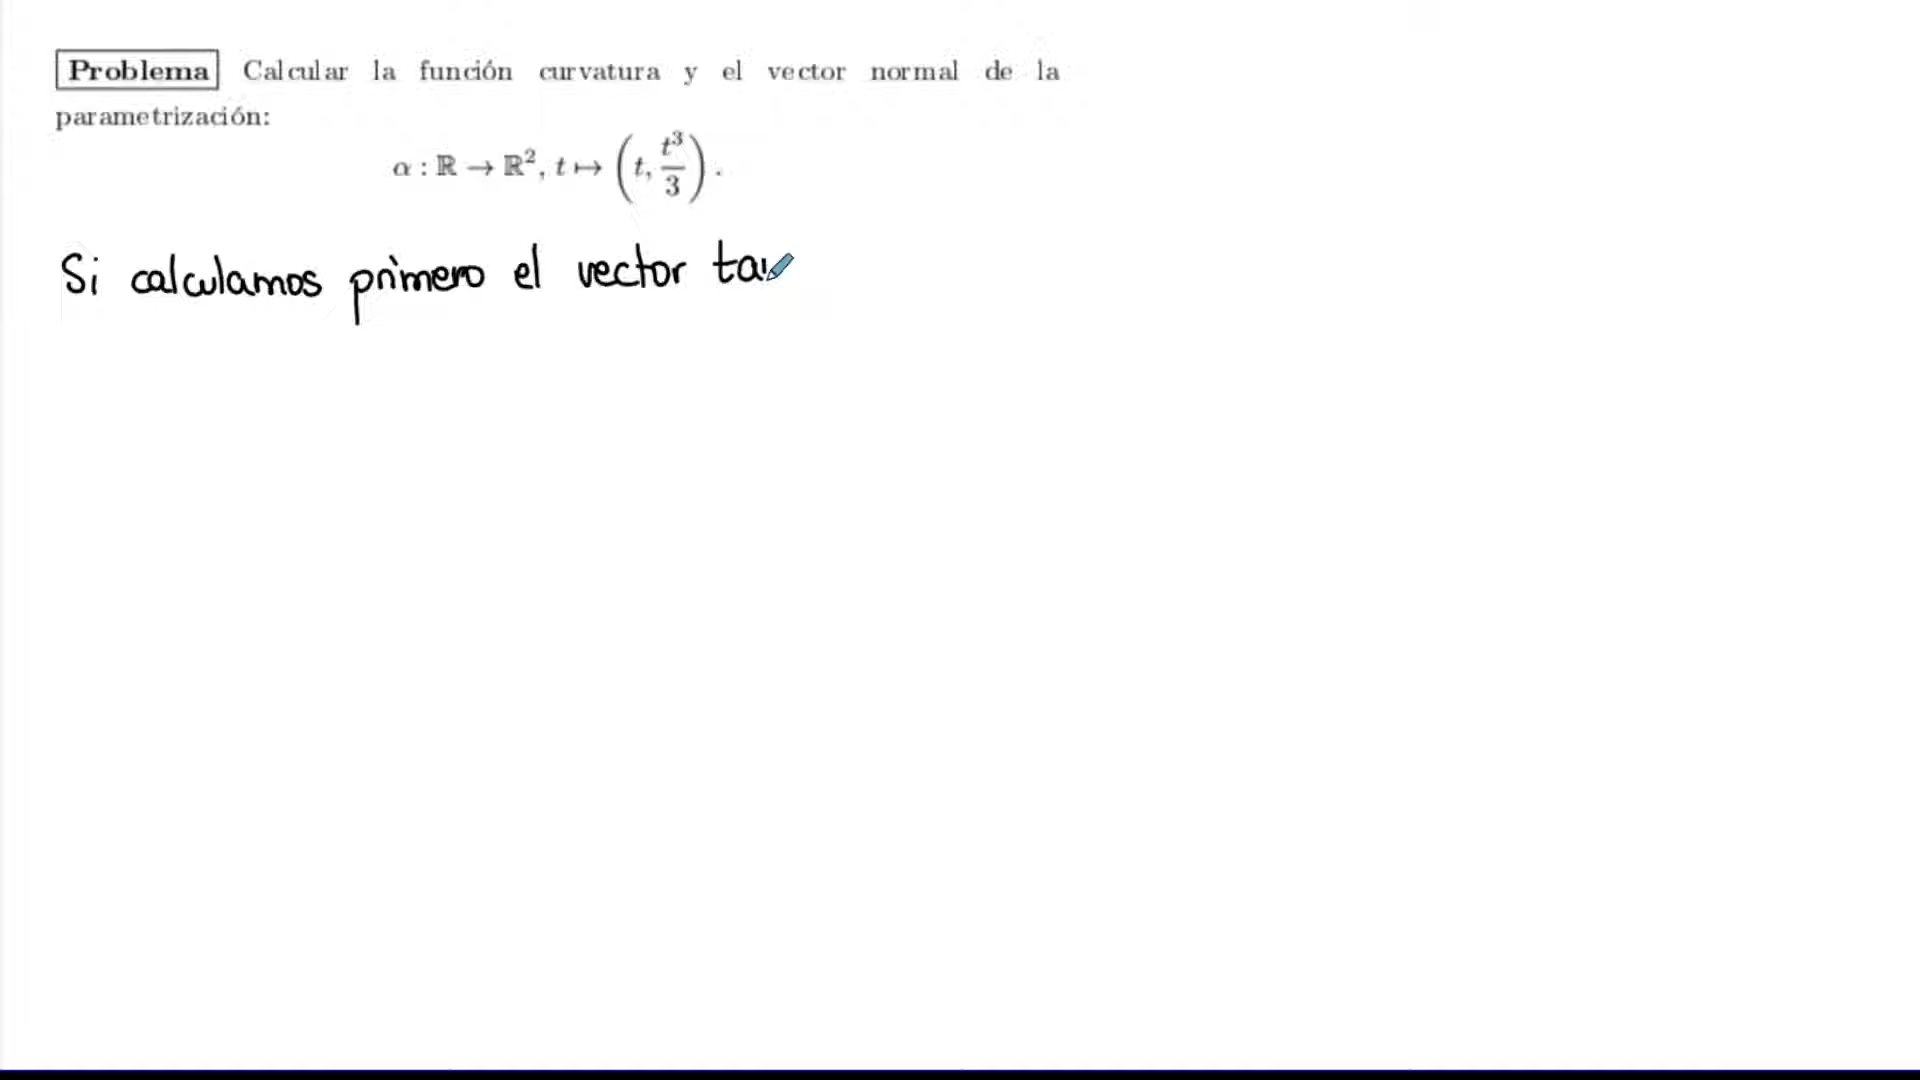 Problema Calcular la función curvatura y el vector normal de la
parametrización:
α : ℝ → ℝ², t ↦ (t, t³/3).
Si calculamos primero el vector